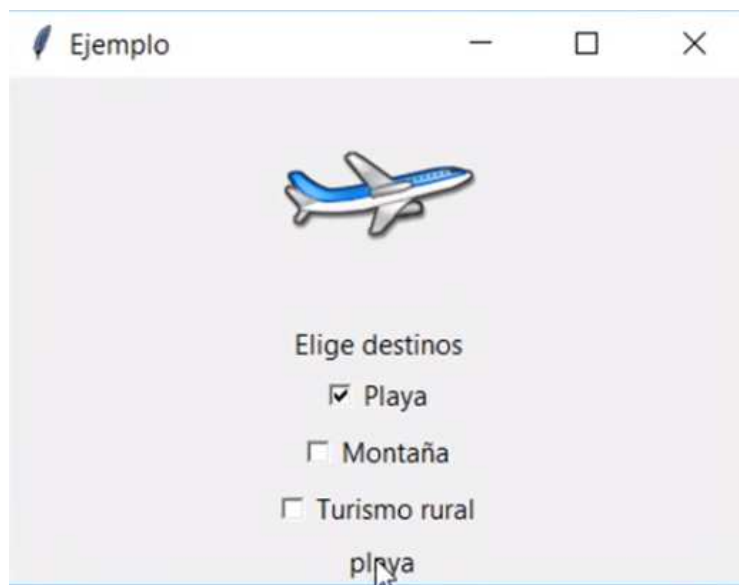 Ejemplo
Elige destinos
Playa
Montaña
Turismo rural
playa